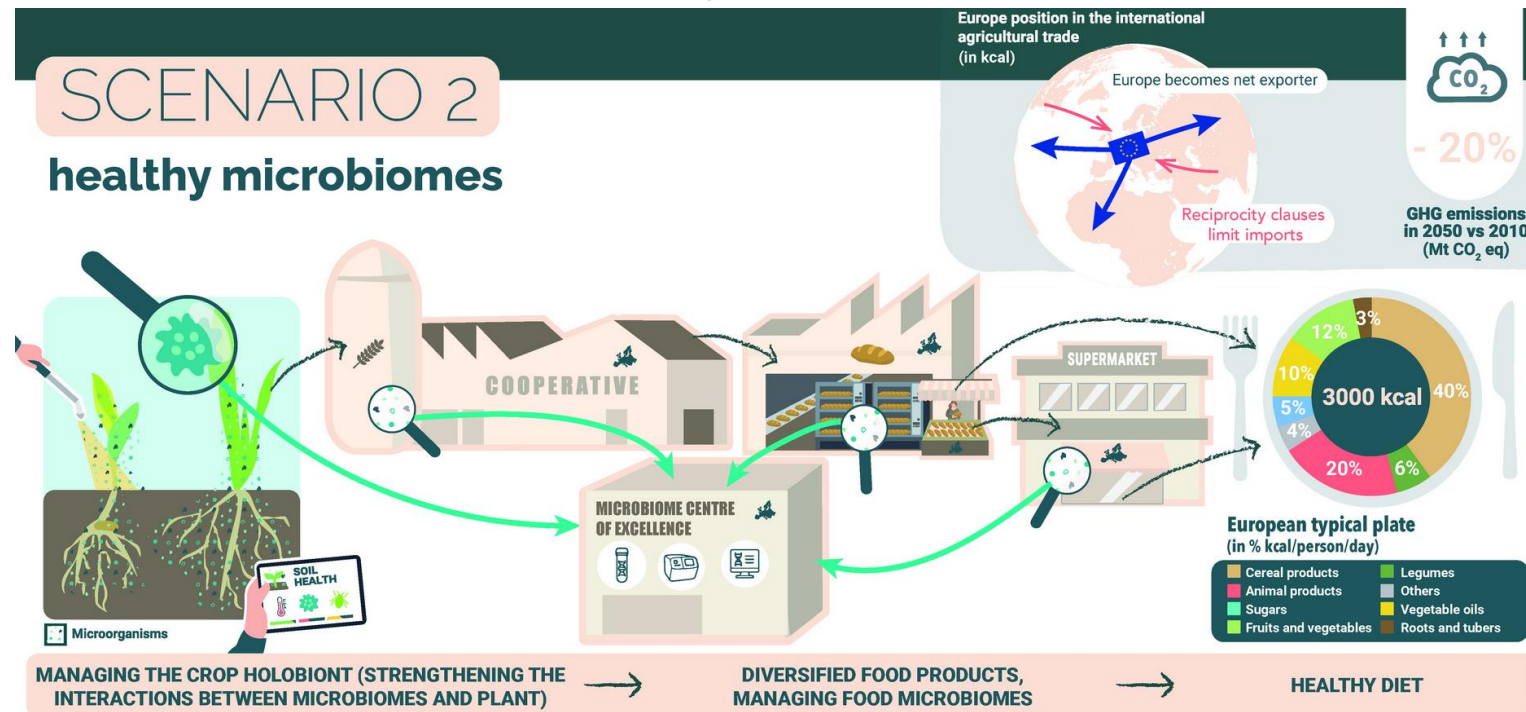 SCENARIO 2
healthy microbiomes
Europe position in the international
agricultural trade
(in kcal)
Europe becomes net exporter
Reciprocity clauses
limit imports
CO2
- 20%
GHG emissions
in 2050 vs 2010
(Mt CO2 eq)
COOPERATIVE
SUPERMARKET
MICROBIOME CENTRE
OF EXCELLENCE
SOIL
HEALTH
Microorganisms
3%
12%
10%
5%
4%
20%
6%
40%
3000 kcal
European typical plate
(in % kcal/person/day)
Cereal products
Animal products
Sugars
Fruits and vegetables
Legumes
Others
Vegetable oils
Roots and tubers
MANAGING THE CROP HOLOBIONT (STRENGTHENING THE
INTERACTIONS BETWEEN MICROBIOMES AND PLANT)
DIVERSIFIED FOOD PRODUCTS,
MANAGING FOOD MICROBIOMES
HEALTHY DIET